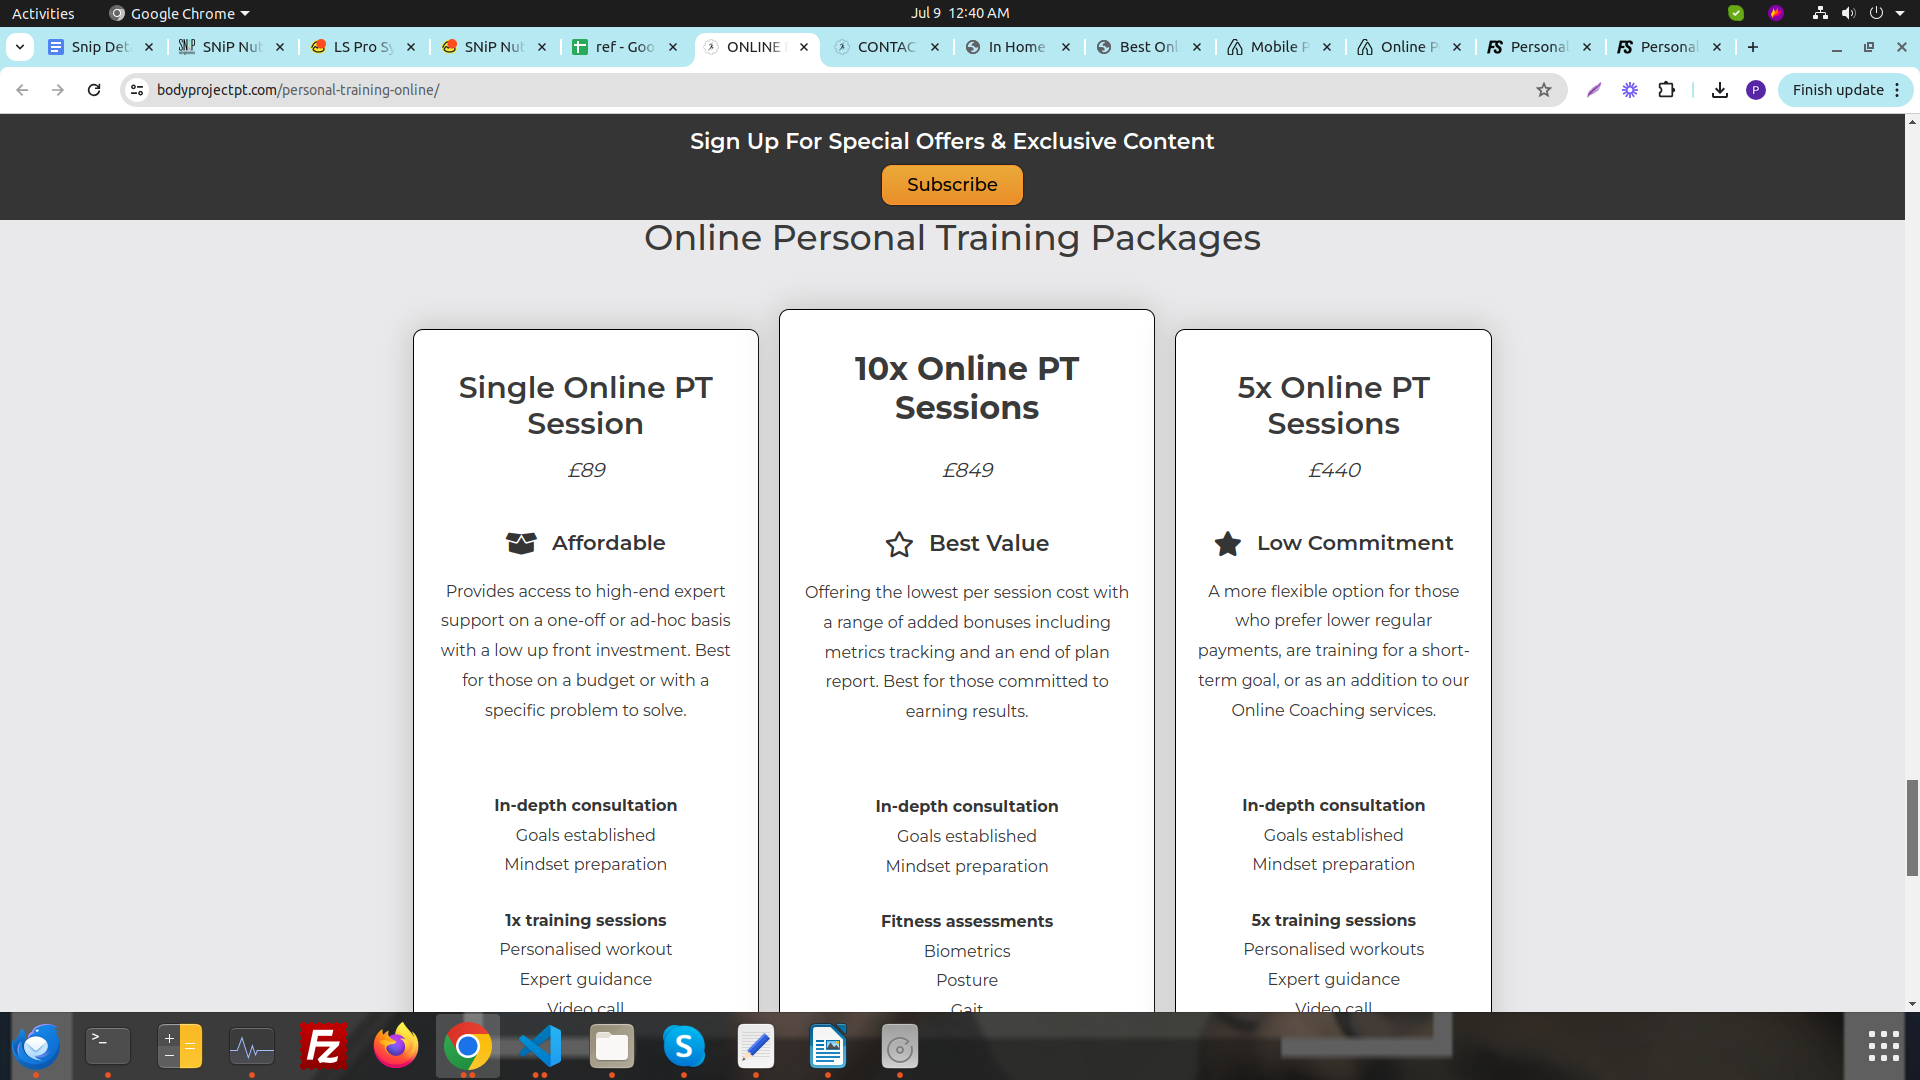 Activities
Google Chrome
Jul 9 12:40 AM
Snip Det
SNiP Nut
LS Pro Sy
SNiP Nut
ref - Goo
ONLINE
CONTAC
In Home
Best Onl
Mobile P
Online P
Personal
Personal
bodyprojectpt.com/personal-training-online/
P
Finish update
Sign Up For Special Offers & Exclusive Content
Subscribe
Online Personal Training Packages
Single Online PT
Session
£89
Affordable
Provides access to high-end expert
support on a one-off or ad-hoc basis
with a low up front investment. Best
for those on a budget or with a
specific problem to solve.
In-depth consultation
Goals established
Mindset preparation
1x training sessions
Personalised workout
Expert guidance
Video call
10x Online PT
Sessions
£849
Best Value
Offering the lowest per session cost with
a range of added bonuses including
metrics tracking and an end of plan
report. Best for those committed to
earning results.
In-depth consultation
Goals established
Mindset preparation
Fitness assessments
Biometrics
Posture
Gait
5x Online PT
Sessions
£440
Low Commitment
A more flexible option for those
who prefer lower regular
payments, are training for a short-
term goal, or as an addition to our
Online Coaching services.
In-depth consultation
Goals established
Mindset preparation
5x training sessions
Personalised workouts
Expert guidance
Video call